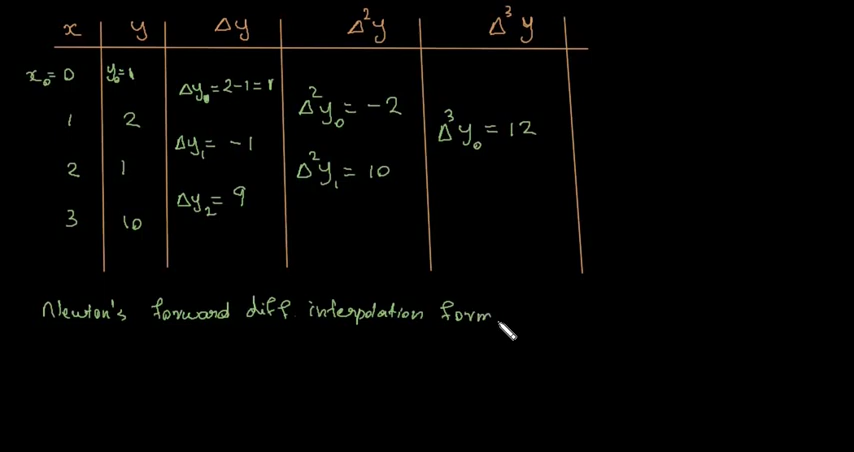 x y Δy Δ²y Δ³y
x₀=0 y₀=1
Δy₀=2-1=1
Δ²y₀=-2
1 2
Δ³y₀=12
Δy₁=-1
2 1
Δ²y₁=10
Δy₂=9
3 10
Newton's forward diff. interpolation form